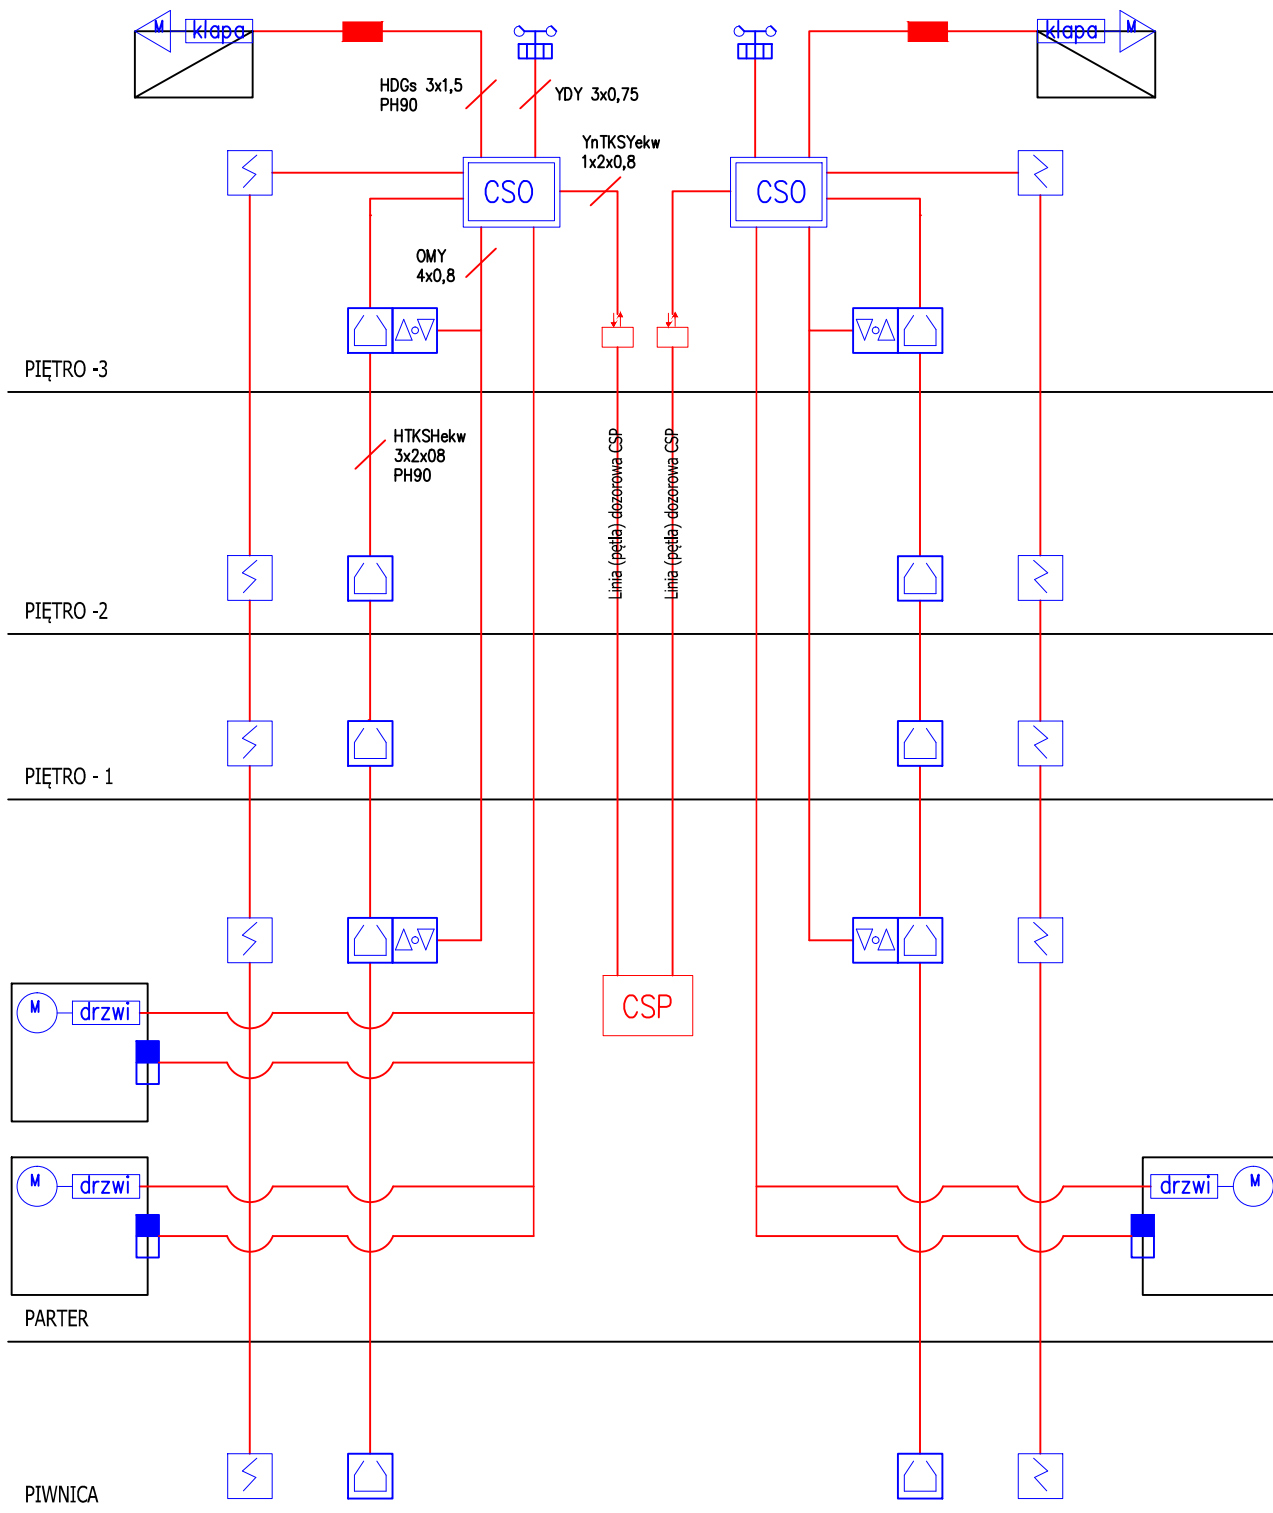 M
klapa
klapa
M
HDGs 3x1,5
PH90
YDY 3x0,75
YnTKSYekw
1x2x0,8
CSO
CSO
OMY
4x0,8
PIĘTRO -3
HTKSHekw
3x2x08
PH90
Linia (pętla) dozorowa CSP
Linia (pętla) dozorowa CSP
PIĘTRO -2
PIĘTRO - 1
M
drzwi
CSP
M
drzwi
drzwi
M
PARTER
PIWNICA